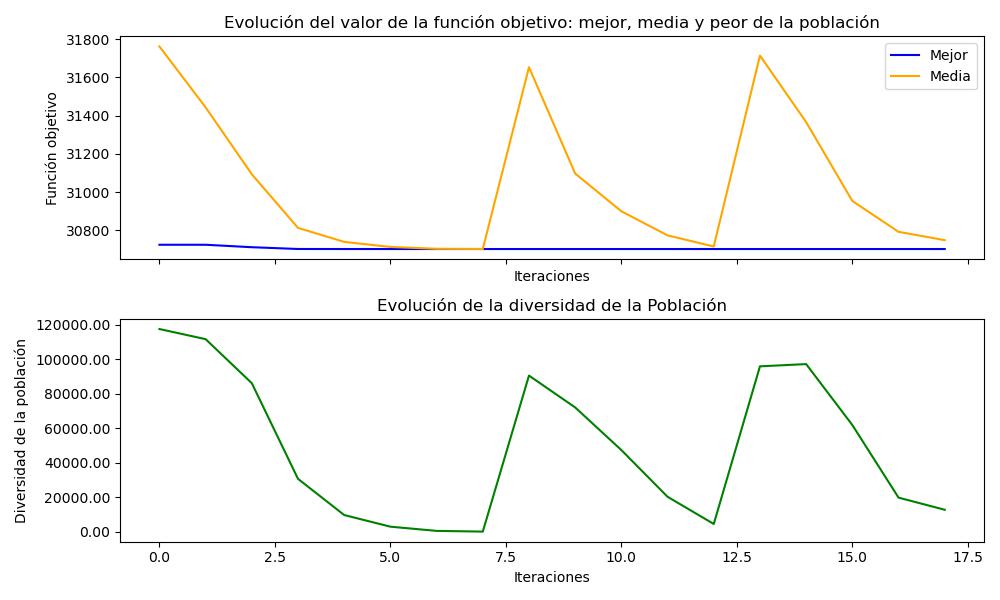 Evolución del valor de la función objetivo: mejor, media y peor de la población
31800
31600
31400
31200
31000
30800
Función objetivo
Mejor
Media
Iteraciones
Evolución de la diversidad de la Población
120000.00
100000.00
80000.00
60000.00
40000.00
20000.00
0.00
Diversidad de la población
0.0 2.5 5.0 7.5 10.0 12.5 15.0 17.5
Iteraciones